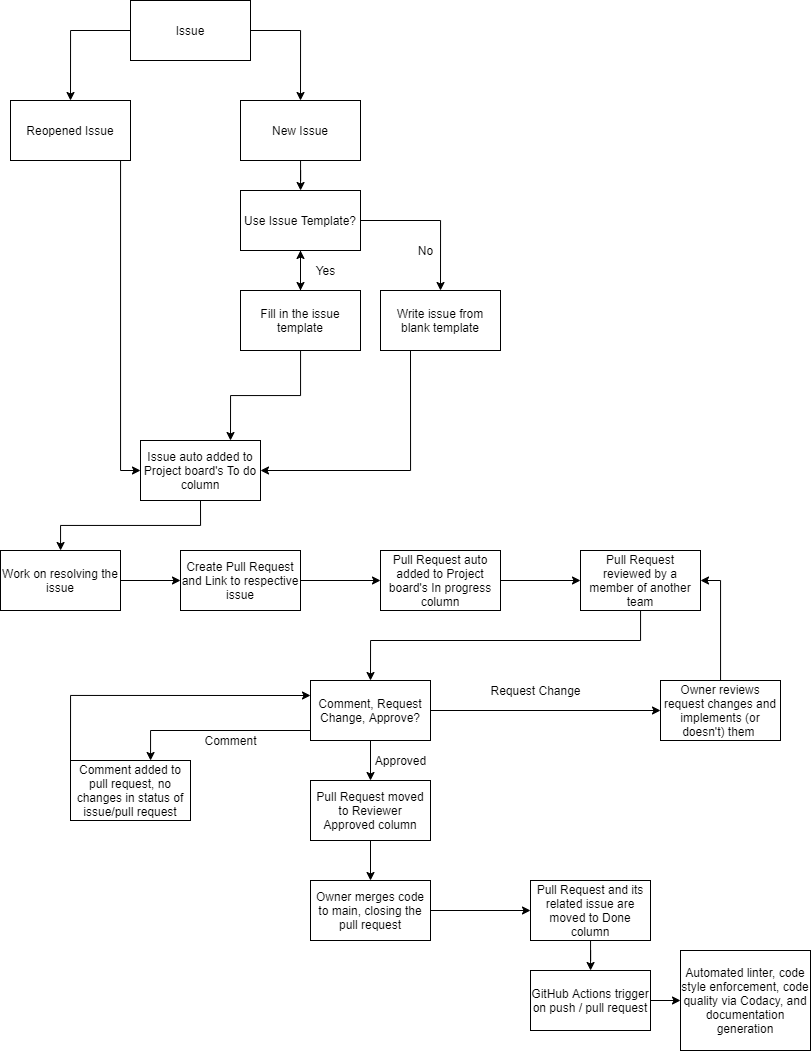 Issue
Reopened Issue
New Issue
Use Issue Template?
No
Yes
Fill in the issue
template
Write issue from
blank template
Issue auto added to
Project board's To do
column
Work on resolving the
issue
Create Pull Request
and Link to respective
issue
Pull Request auto
added to Project
board's In progress
column
Pull Request
reviewed by a
member of another
team
Comment, Request
Change, Approve?
Request Change
Owner reviews
request changes and
implements (or
doesn't) them
Comment
Comment added to
pull request, no
changes in status of
issue/pull request
Approved
Pull Request moved
to Reviewer
Approved column
Owner merges code
to main, closing the
pull request
Pull Request and its
related issue are
moved to Done
column
GitHub Actions trigger
on push / pull request
Automated linter, code
style enforcement, code
quality via Codacy, and
documentation
generation